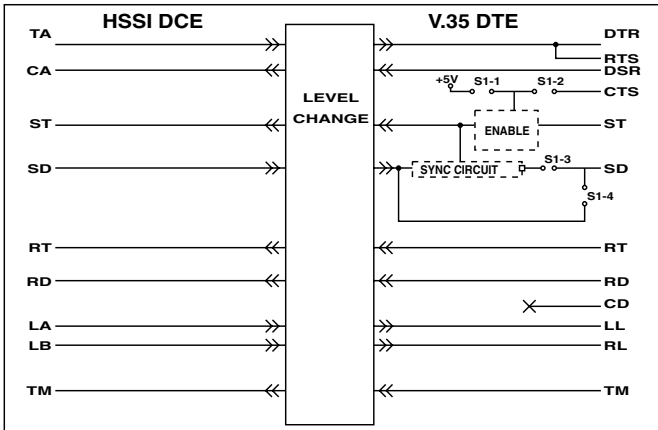 HSSI DCE V.35 DTE
TA DTR
RTS
CA DSR
+5V S1-1 S1-2
CTS
LEVEL
CHANGE
ST ENABLE ST
SD SYNC CIRCUIT S1-3 SD
S1-4
RT RT
RD RD
CD
LA LL
LB RL
TM TM